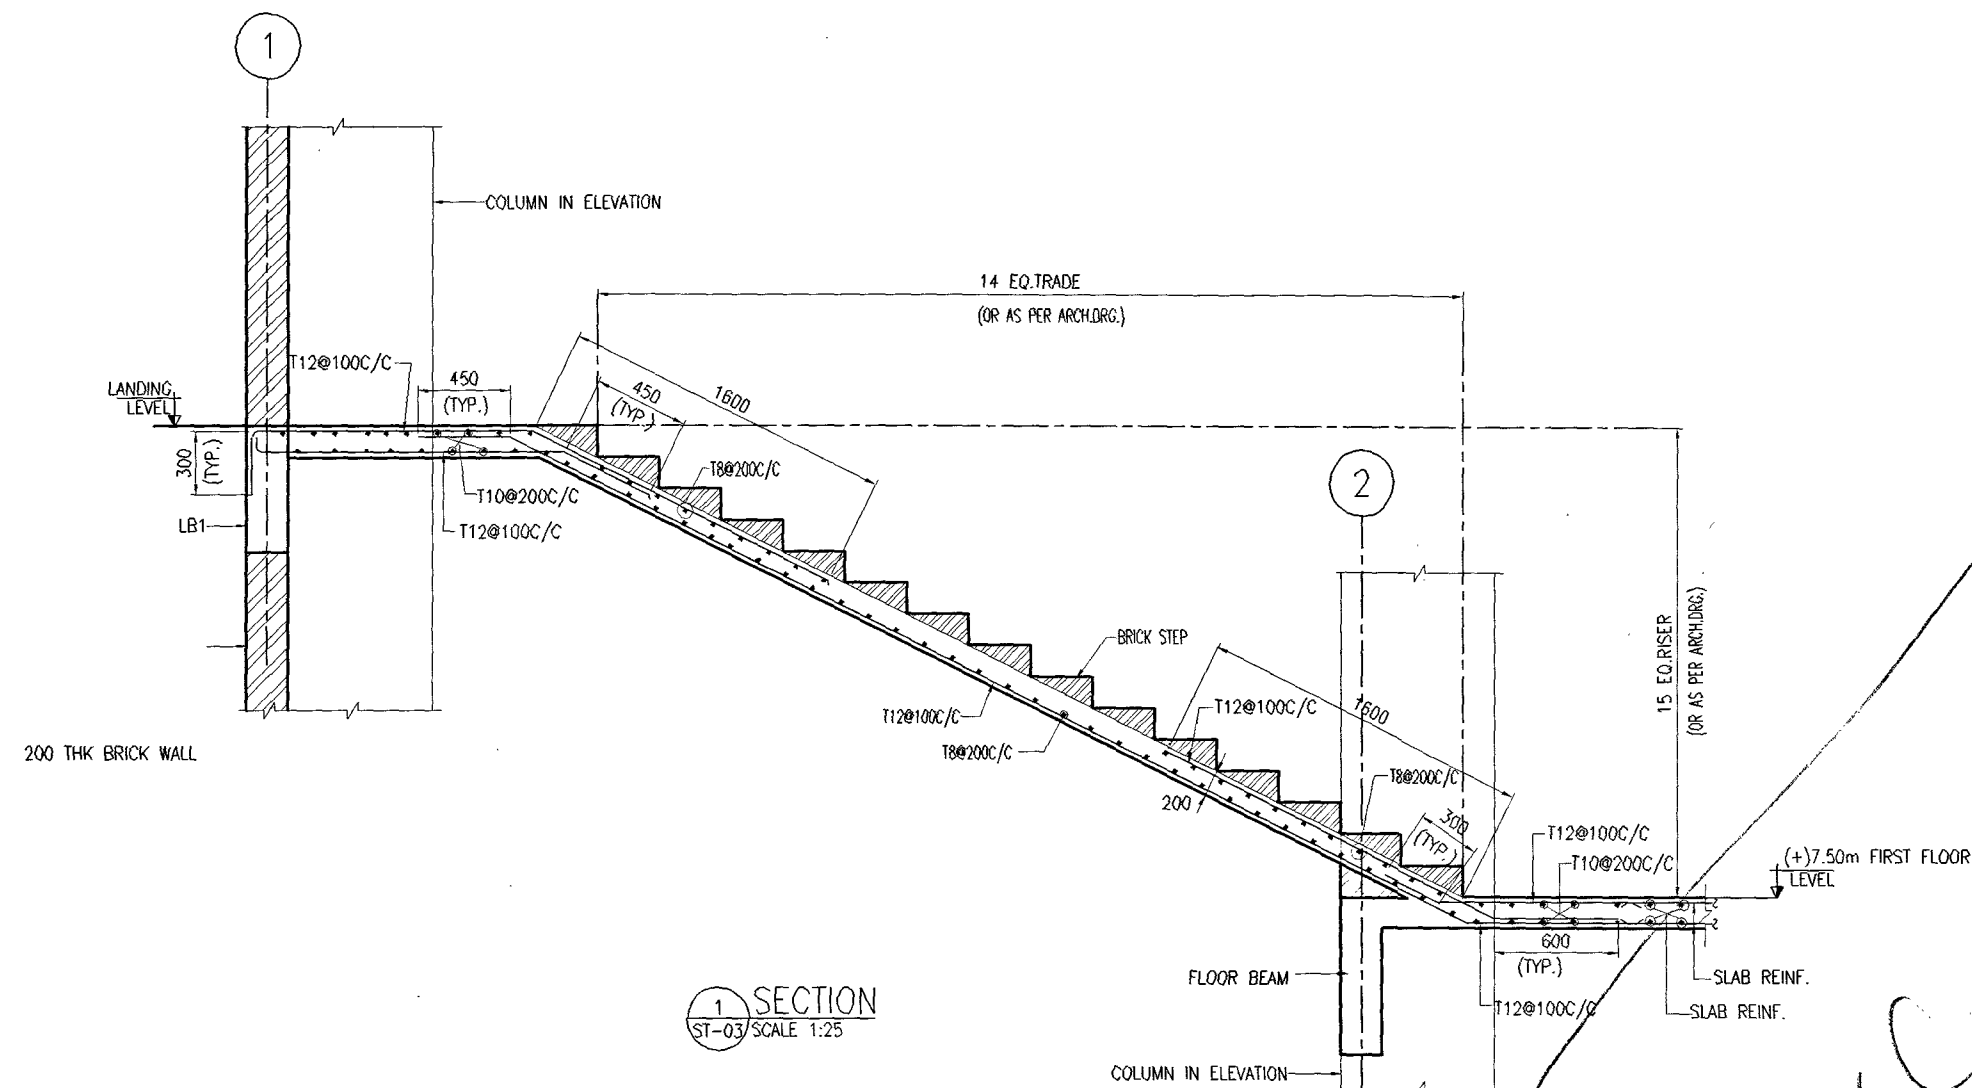 1
COLUMN IN ELEVATION
14 EQ.TRADE
(OR AS PER ARCH.DRG.)
T12@100C/C
450
(TYP.)
450
(TYP.)
1600
LANDING
LEVEL
300
(TYP.)
T8@200C/C
2
T10@200C/C
LB1
T12@100C/C
BRICK STEP
15 EQ.RISER
(OR AS PER ARCH.DRG.)
T12@100C/C
T12@100C/C
1600
T8@200C/C
200 THK BRICK WALL
T8@200C/C
200
300
(TYP.)
T12@100C/C
T10@200C/C
(+)7.50m FIRST FLOOR
LEVEL
600
(TYP.)
FLOOR BEAM
SLAB REINF.
T12@100C/C
SLAB REINF.
1
SECTION
ST-03
SCALE 1:25
COLUMN IN ELEVATION